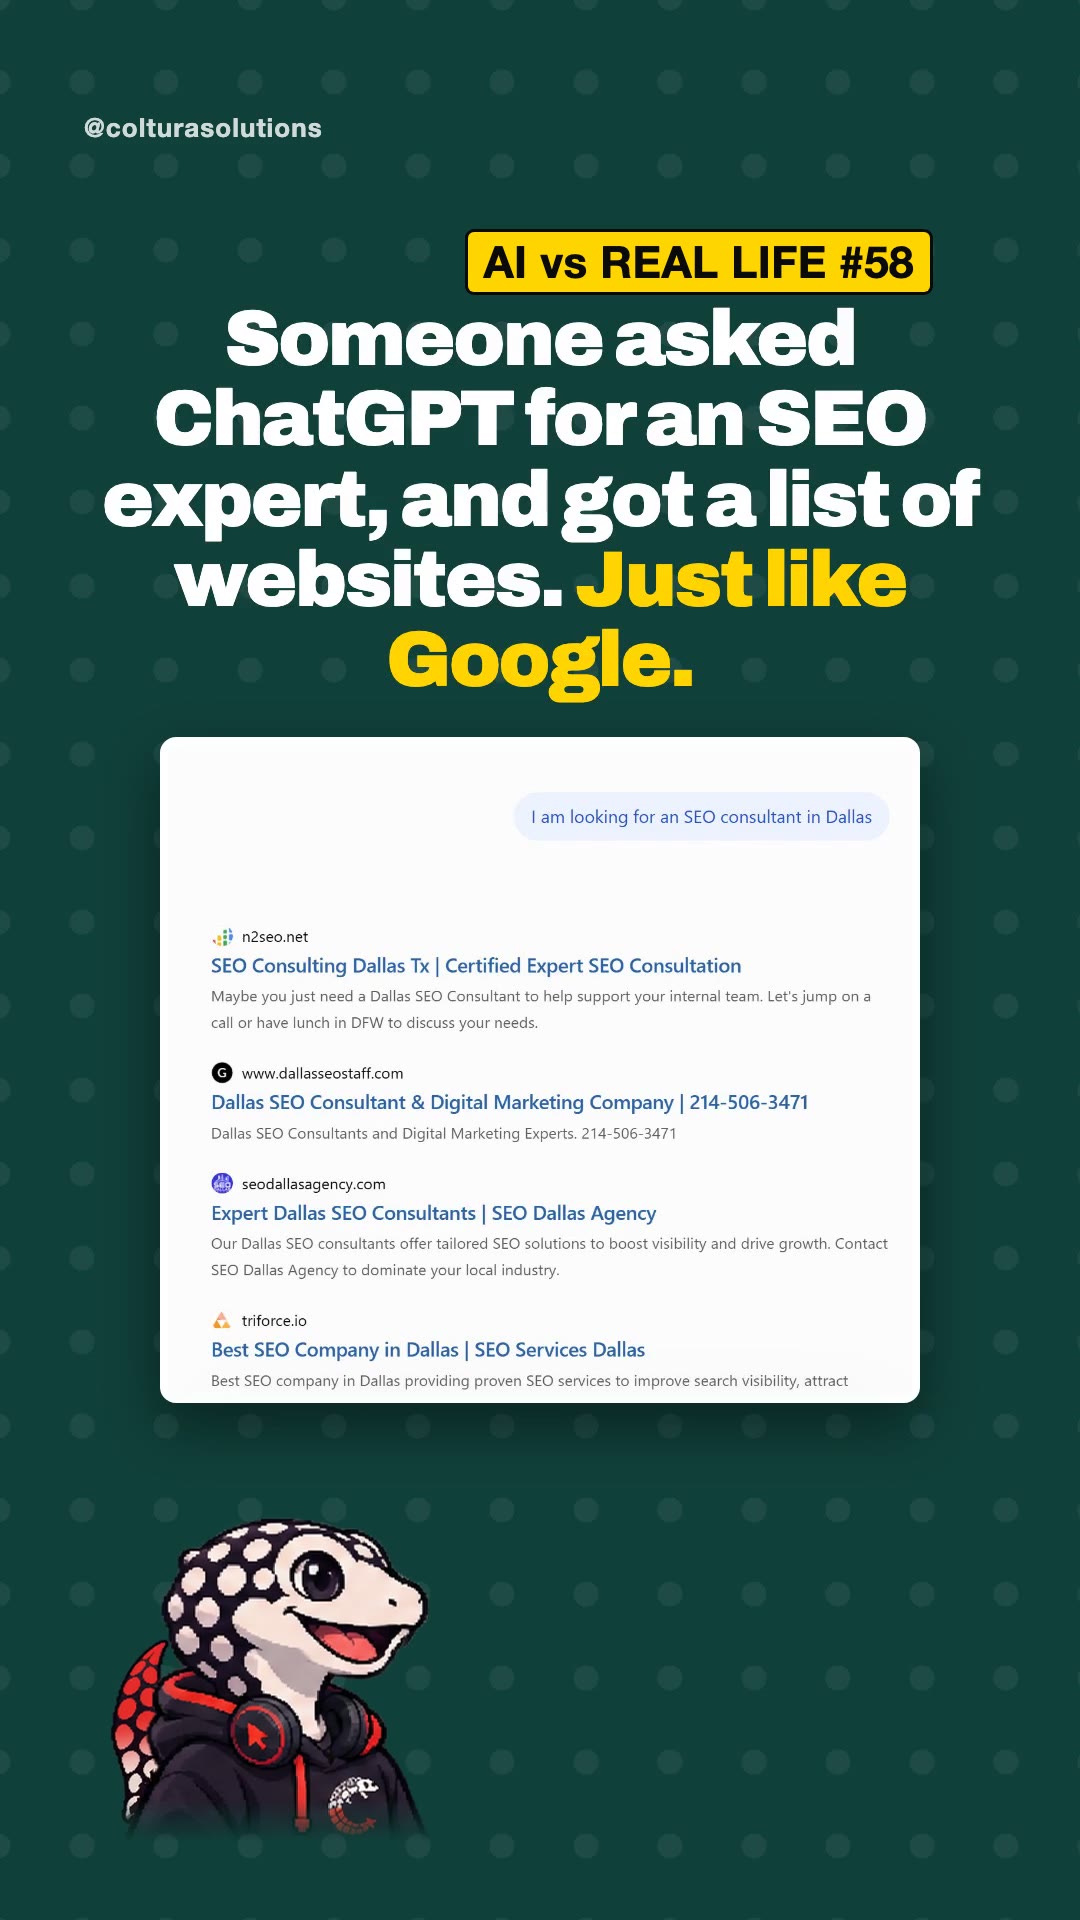 @colturasolutions
AI vs REAL LIFE #58
Someone asked
ChatGPT for an SEO
expert, and got a list of
websites. Just like
Google.
I am looking for an SEO consultant in Dallas
n2seo.net
SEO Consulting Dallas Tx | Certified Expert SEO Consultation
Maybe you just need a Dallas SEO Consultant to help support your internal team. Let's jump on a
call or have lunch in DFW to discuss your needs.
G www.dallasseostaff.com
Dallas SEO Consultant & Digital Marketing Company | 214-506-3471
Dallas SEO Consultants and Digital Marketing Experts. 214-506-3471
seodallasagency.com
Expert Dallas SEO Consultants | SEO Dallas Agency
Our Dallas SEO consultants offer tailored SEO solutions to boost visibility and drive growth. Contact
SEO Dallas Agency to dominate your local industry.
triforce.io
Best SEO Company in Dallas | SEO Services Dallas
Best SEO company in Dallas providing proven SEO services to improve search visibility, attract